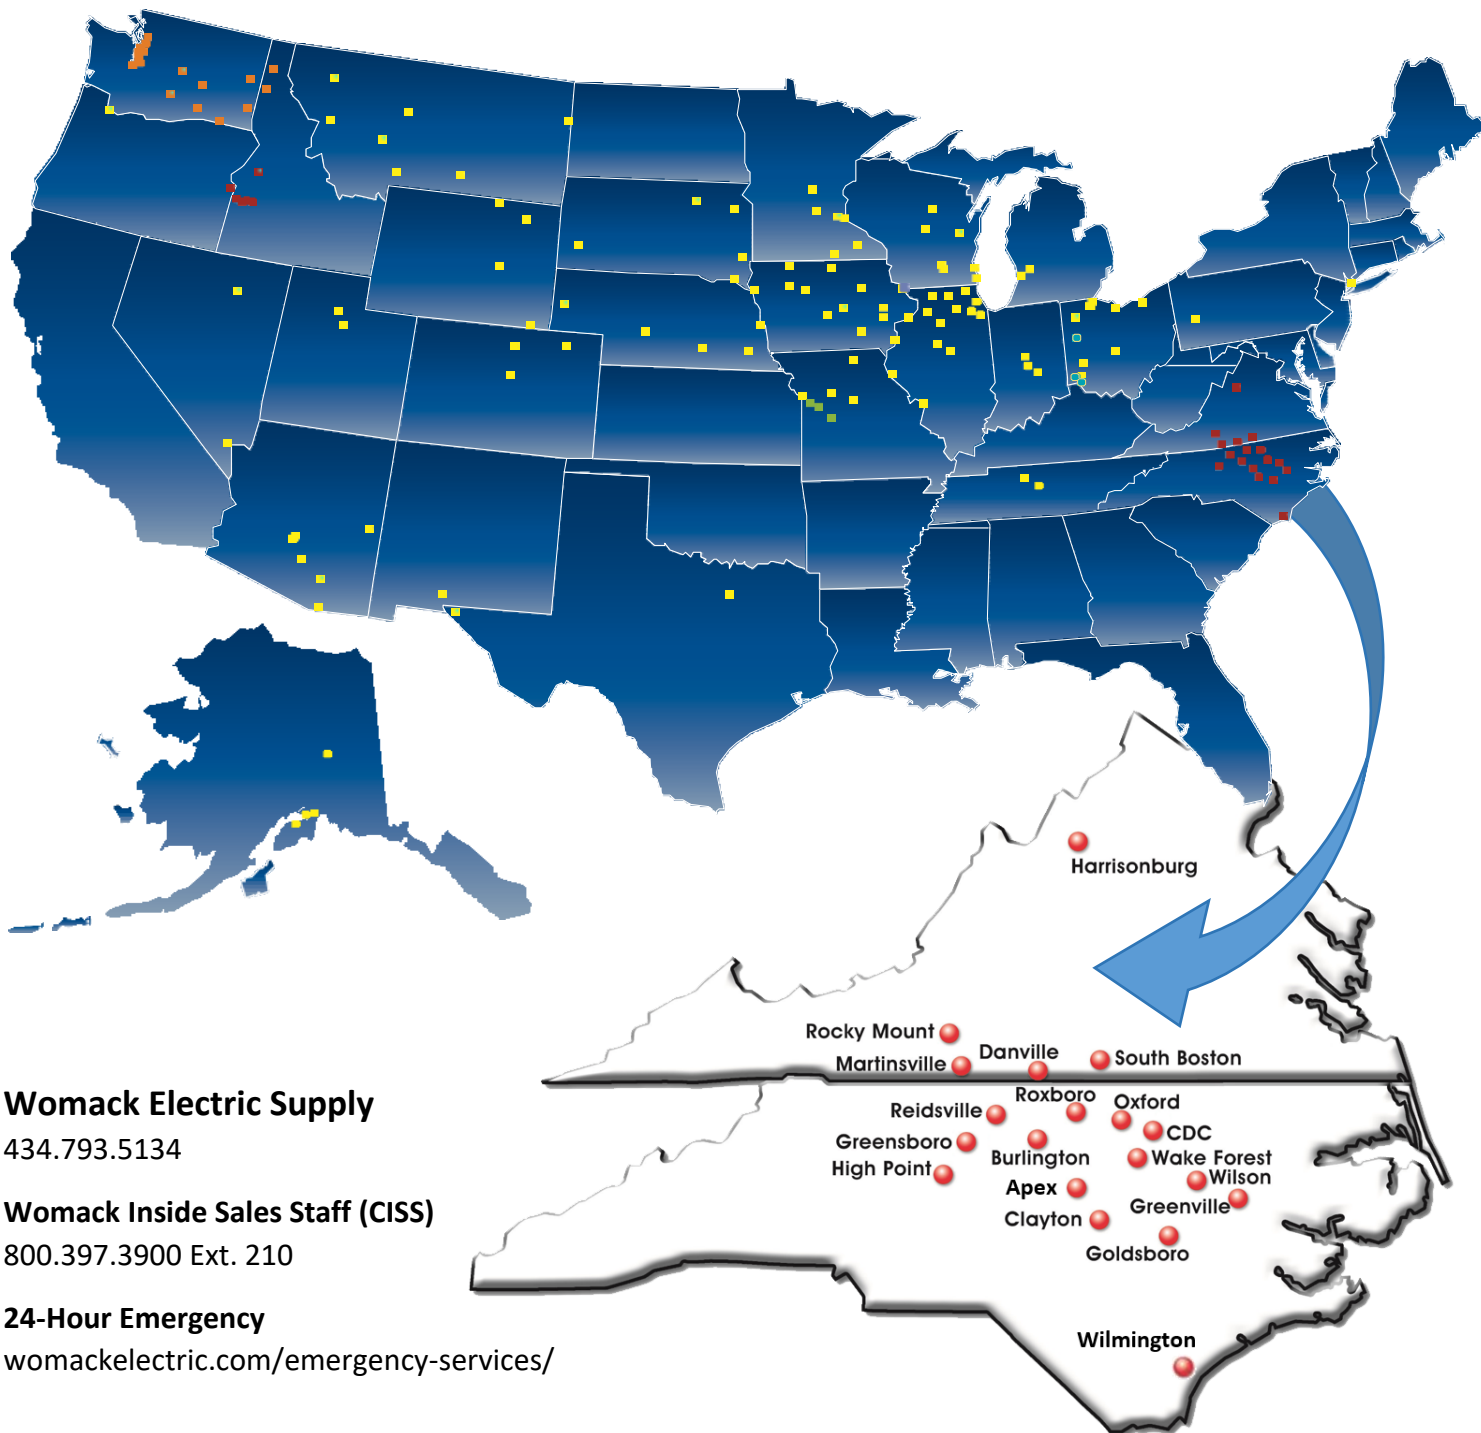 Harrisonburg
Rocky Mount
Martinsville
Danville
South Boston
Roxboro
Oxford
Reidsville
CDC
Greensboro
Burlington
Wake Forest
High Point
Wilson
Apex
Greenville
Clayton
Goldsboro
Wilmington
Womack Electric Supply
434.793.5134
Womack Inside Sales Staff (CISS)
800.397.3900 Ext. 210
24-Hour Emergency
womackelectric.com/emergency-services/